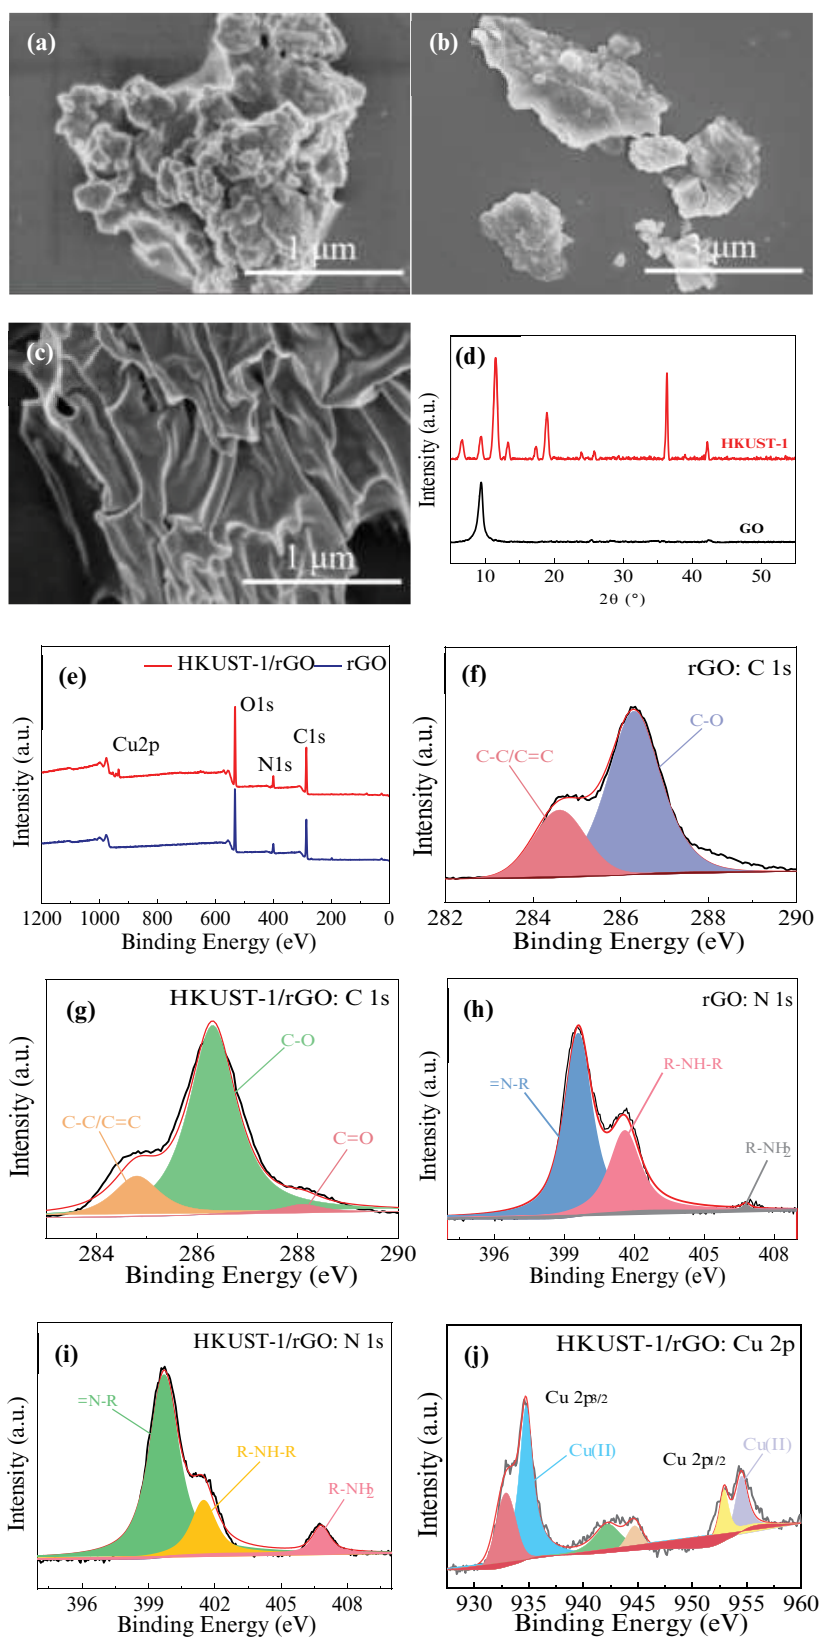 (a)
1 μm
(b)
3 μm
(c)
1 μm
(d)
HKUST-1
GO
Intensity (a.u.)
10 20 30 40 50
2θ (°)
(e)
HKUST-1/rGO rGO
O1s
Cu2p
N1s
C1s
Intensity (a.u.)
1200 1000 800 600 400 200 0
Binding Energy (eV)
(f)
rGO: C 1s
C-O
C-C/C=C
Intensity (a.u.)
282 284 286 288 290
Binding Energy (eV)
(g)
HKUST-1/rGO: C 1s
C-O
C-C/C=C
C=O
Intensity (a.u.)
284 286 288 290
Binding Energy (eV)
(h)
rGO: N 1s
=N-R
R-NH-R
R-NH2
Intensity (a.u.)
396 399 402 405 408
Binding Energy (eV)
(i)
HKUST-1/rGO: N 1s
=N-R
R-NH-R
R-NH2
Intensity (a.u.)
396 399 402 405 408
Binding Energy (eV)
(j)
HKUST-1/rGO: Cu 2p
Cu 2p3/2
Cu(II)
Cu 2p1/2
Cu(II)
Intensity (a.u.)
930 935 940 945 950 955 960
Binding Energy (eV)